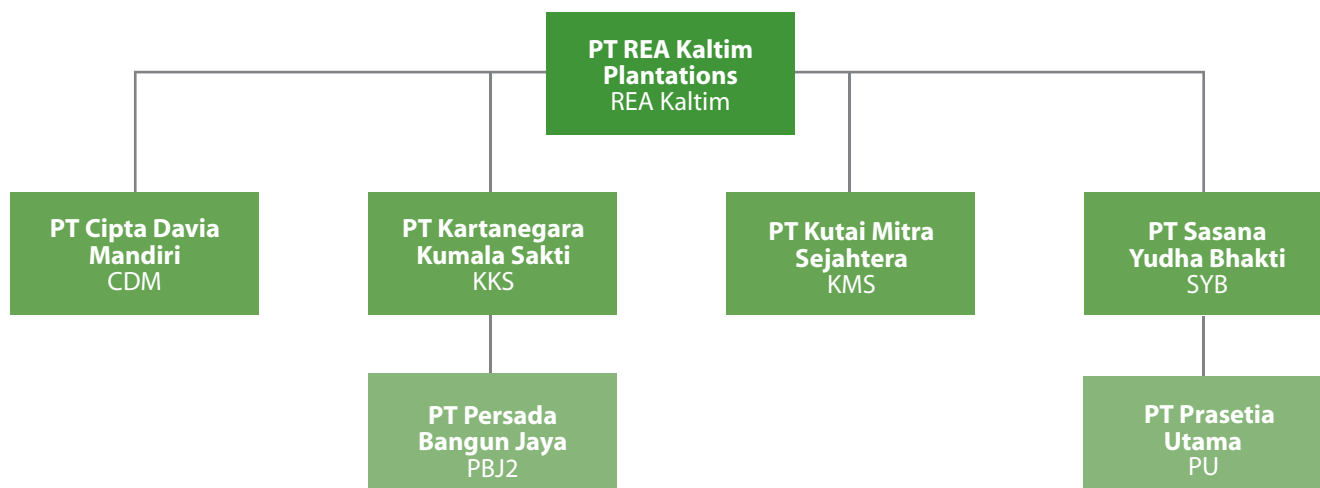 PT REA Kaltim
Plantations
REA Kaltim
PT Cipta Davia
Mandiri
CDM
PT Kartanegara
Kumala Sakti
KKS
PT Kutai Mitra
Sejahtera
KMS
PT Sasana
Yudha Bhakti
SYB
PT Persada
Bangun Jaya
PBJ2
PT Prasetia
Utama
PU